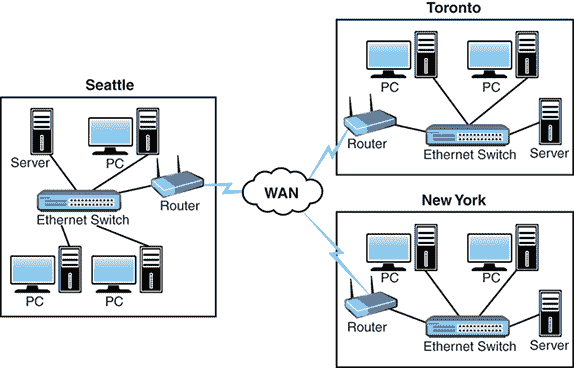 Seattle
Server
PC
Ethernet Switch
Router
PC
PC
WAN
Toronto
PC
PC
Router
Ethernet Switch
Server
New York
PC
PC
Router
Ethernet Switch
Server